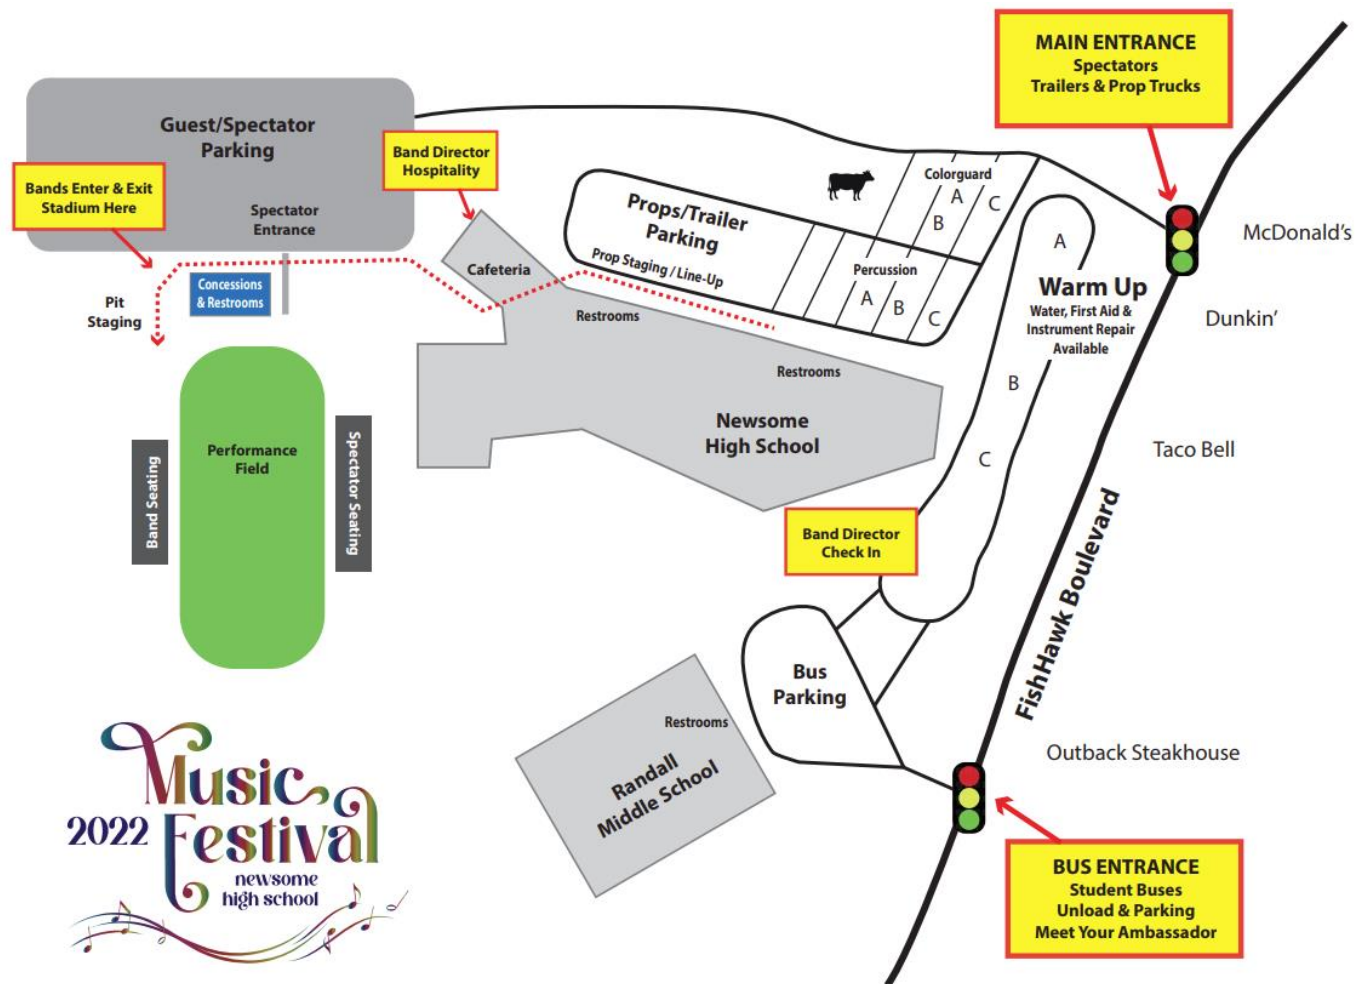 MAIN ENTRANCE
Spectators
Trailers & Prop Trucks
Guest/Spectator
Parking
Band Director
Hospitality
Bands Enter & Exit
Stadium Here
Spectator
Entrance
Colorguard
A
B
C
Props/Trailer
Parking
Prop Staging / Line-Up
McDonald's
A
Cafeteria
Percussion
A
B
C
Concessions
& Restrooms
Pit
Staging
Warm Up
Water, First Aid &
Instrument Repair
Available
Dunkin'
Restrooms
Restrooms
B
Newsome
High School
Performance
Field
Band Seating
Spectator Seating
C
Taco Bell
Band Director
Check In
FishHawk Boulevard
Bus
Parking
Restrooms
Randall
Middle School
Outback Steakhouse
2022 Music
Festival
newsome
high school
BUS ENTRANCE
Student Buses
Unload & Parking
Meet Your Ambassador